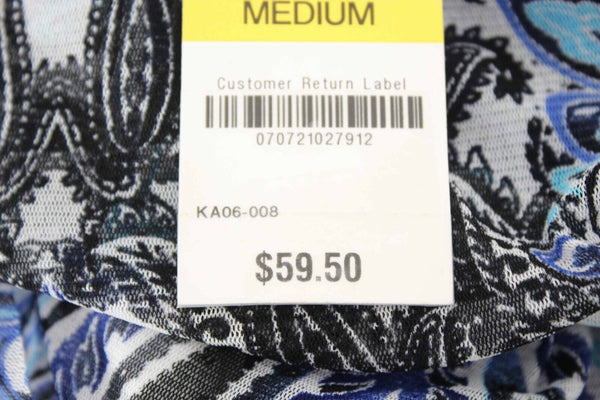 MEDIUM
Customer Return Label
070721027912
KA06-008
$59.50